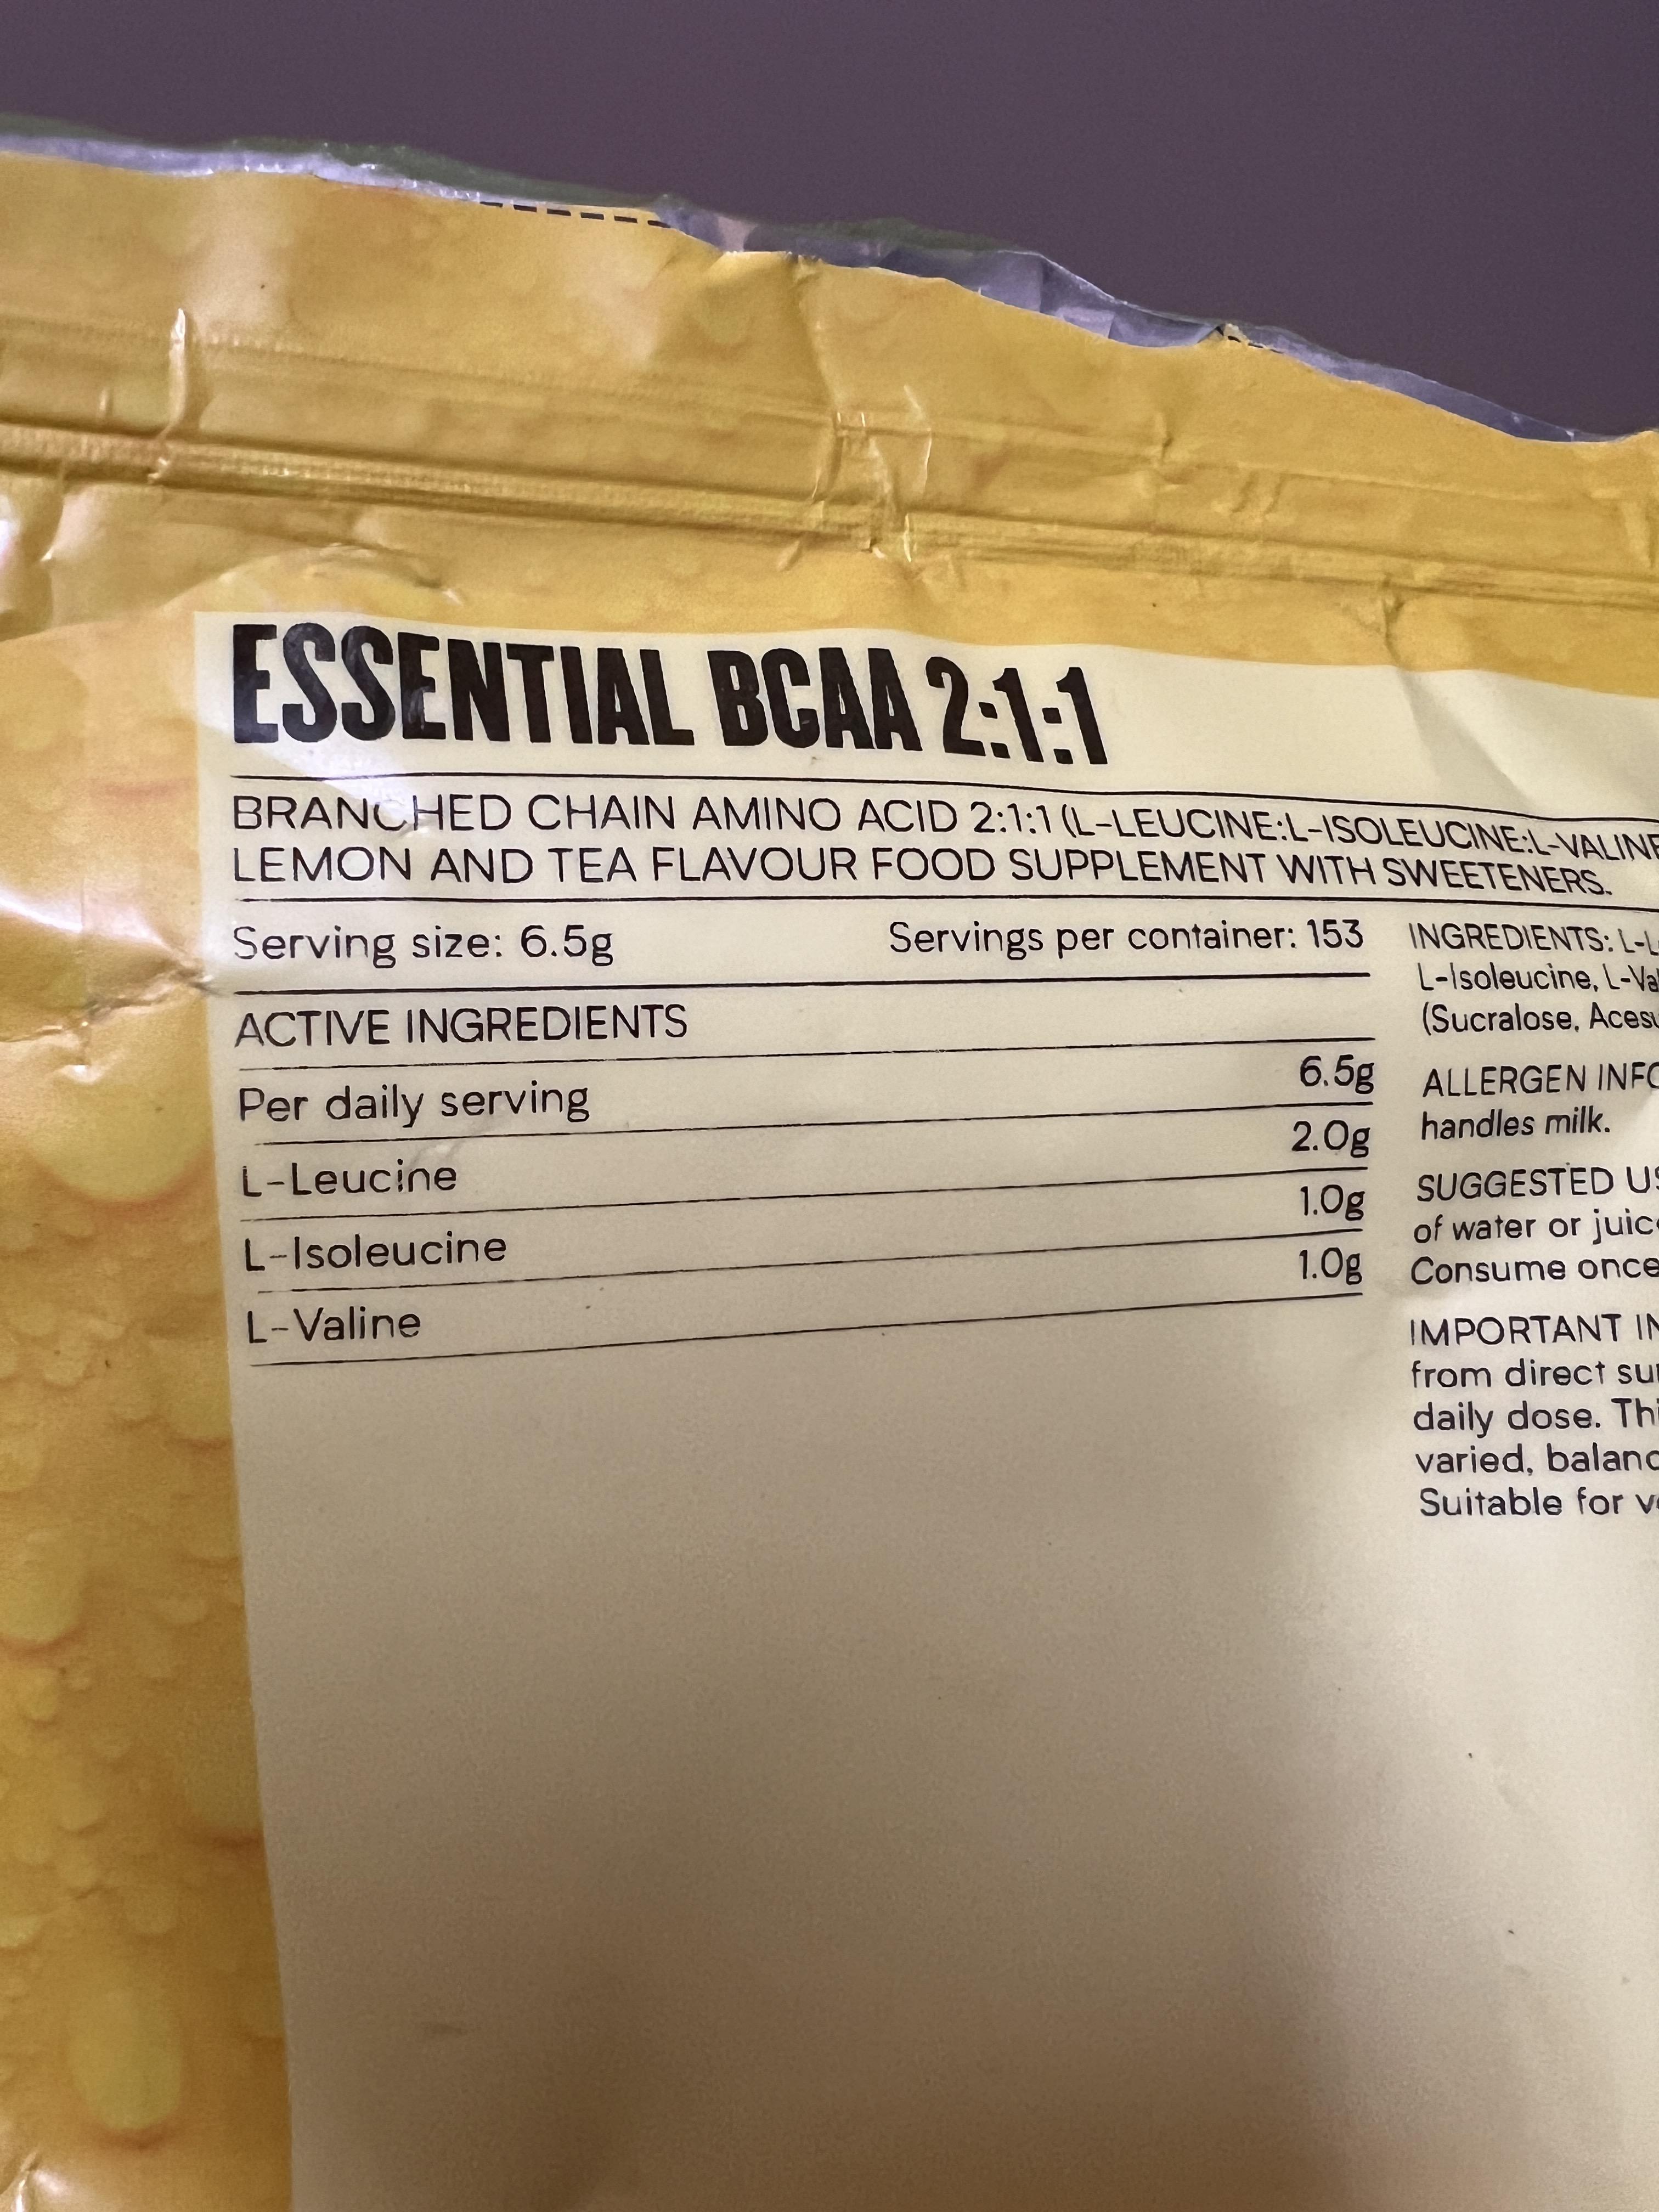 ESSENTIAL BCAA 2:1:1
BRANCHED CHAIN AMINO ACID 2:1:1 (L-LEUCINE:L-ISOLEUCINE:L-VALINE
LEMON AND TEA FLAVOUR FOOD SUPPLEMENT WITH SWEETENERS.
Serving size: 6.5g Servings per container: 153
ACTIVE INGREDIENTS
Per daily serving 6.5g
L-Leucine 2.0g
L-Isoleucine 1.0g
L-Valine 1.0g
INGREDIENTS:
L-Isoleucine,
(Sucralose,
ALLERGEN
handles milk.
SUGGESTED
of water or
Consume once
IMPORTANT
from direct
daily dose.
varied,
Suitable for